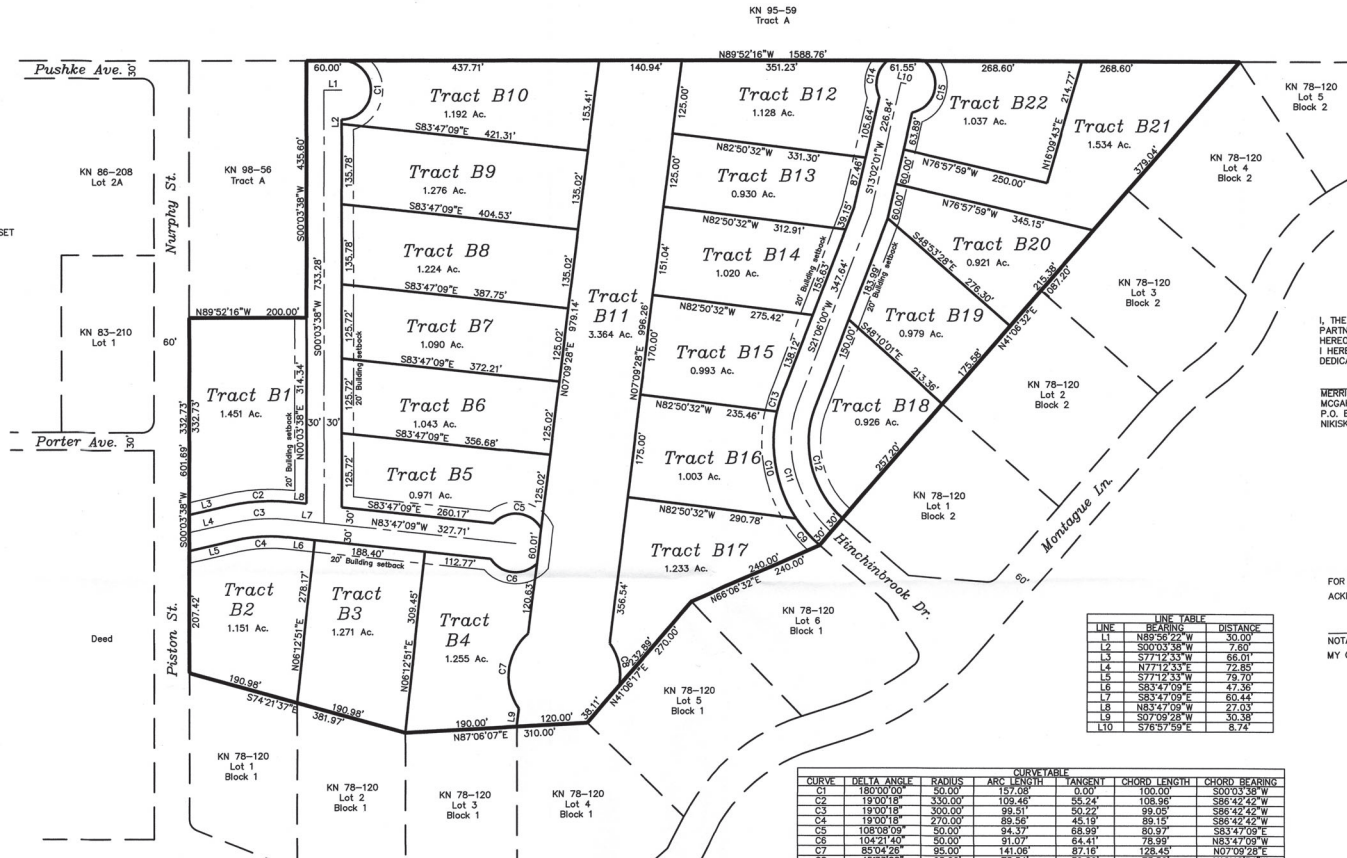 KN 95-59
Tract A
N89°52'16"W 1588.76'
Pushke Ave.
30'
60.00'
437.71'
140.94'
351.23'
61.55'
268.60'
268.60'
L1
C1
L2
C14
L10
C15
Tract B10
1.192 Ac.
S83°47'09"E 421.31'
153.41'
125.00'
Tract B12
1.128 Ac.
N82°50'32"W 331.30'
105.64'
226.84'
63.89'
Tract B22
1.037 Ac.
214.77'
N16°09'43"E
N76°57'59"W 250.00'
Tract B21
1.534 Ac.
379.04'
KN 78-120
Lot 5
Block 2
KN 78-120
Lot 4
Block 2
KN 86-208
Lot 2A
Nurphy St.
KN 98-56
Tract A
435.60'
S00°03'38"W
135.78'
Tract B9
1.276 Ac.
S83°47'09"E 404.53'
135.02'
125.00'
Tract B13
0.930 Ac.
N82°50'32"W 312.91'
87.46'
S13°02'01"W
60.00'
60.00'
39.15'
N76°57'59"W 345.15'
SET
135.78'
Tract B8
1.224 Ac.
S83°47'09"E 387.75'
135.02'
151.04'
Tract B14
1.020 Ac.
N82°50'32"W 275.42'
20' Building setback
155.63'
347.64'
S21°06'00"W
183.99'
20' Building setback
S48°53'28"E
276.30'
Tract B20
0.921 Ac.
215.38'
1087.20'
N41°06'32"E
KN 78-120
Lot 3
Block 2
KN 83-210
Lot 1
60'
N89°52'16"W 200.00'
733.28'
S00°03'38"W
125.72'
Tract B7
1.090 Ac.
S83°47'09"E 372.21'
125.02'
979.14'
N07°09'28"E
Tract
B11
3.364 Ac.
996.26'
N07°09'28"E
170.00'
Tract B15
0.993 Ac.
N82°50'32"W 235.46'
138.12'
C13
150.00'
Tract B19
0.979 Ac.
S48°10'01"E
213.36'
175.58'
I, THE
PARTN
HEREO
I HERE
DEDICA
MERRI
MCGAH
P.O. B
NIKISK
Tract B1
1.451 Ac.
314.34'
N00°03'38"E
20' Building setback
30'
30'
20' Building setback
125.72'
Tract B6
1.043 Ac.
S83°47'09"E 356.68'
125.02'
175.00'
Tract B16
1.003 Ac.
N82°50'32"W 290.78'
C10
C11
C12
Tract B18
0.926 Ac.
257.20'
KN 78-120
Lot 2
Block 2
332.73'
332.73'
Porter Ave.
30'
601.69'
S00°03'38"W
125.72'
Tract B5
0.971 Ac.
S83°47'09"E 260.17'
C5
125.02'
KN 78-120
Lot 1
Block 2
L3
C2
L8
L4
C3
L7
30'
N83°47'09"W 327.71'
60.01'
L5
C4
L6
30'
188.40'
20' Building setback
112.77'
C6
C9
30'
30'
Hinchinbrook Dr.
Montague Ln.
60'
Tract B17
1.233 Ac.
356.54'
240.00'
240.00'
N66°06'32"E
Piston St.
207.42'
Tract
B2
1.151 Ac.
278.17'
N06°12'51"E
Tract
B3
1.271 Ac.
309.45'
N06°12'51"E
Tract
B4
1.255 Ac.
120.63'
C7
L9
232.89'
270.00'
N41°06'17"E
38.11'
KN 78-120
Lot 6
Block 1
KN 78-120
Lot 5
Block 1
Deed
190.98'
S74°21'37"E
381.97'
190.98'
190.00'
120.00'
N87°06'07"E 310.00'
FOR
ACKI
NOTA
MY C
KN 78-120
Lot 1
Block 1
KN 78-120
Lot 2
Block 1
KN 78-120
Lot 3
Block 1
KN 78-120
Lot 4
Block 1
LINE TABLE
LINE BEARING DISTANCE
L1 N89°56'22"W 30.00'
L2 S00°03'38"W 7.60'
L3 S77°12'33"W 66.01'
L4 N77°12'33"E 72.85'
L5 S77°12'33"W 79.70'
L6 S83°47'09"E 47.36'
L7 S83°47'09"E 60.44'
L8 N83°47'09"W 27.03'
L9 S07°09'28"W 30.38'
L10 S76°57'59"E 8.74'
CURVETABLE
CURVE DELTA ANGLE RADIUS ARC LENGTH TANGENT CHORD LENGTH CHORD BEARING
C1 180°00'00" 50.00' 157.08' 0.00' 100.00' S00°03'38"W
C2 19°00'18" 330.00' 109.46' 55.24' 108.96' S86°42'42"W
C3 19°00'18" 300.00' 99.51' 50.22' 99.05' S86°42'42"W
C4 19°00'18" 270.00' 89.56' 45.19' 89.15' S86°42'42"W
C5 108°08'09" 50.00' 94.37' 68.99' 80.97' S83°47'09"E
C6 104°21'40" 50.00' 91.07' 64.41' 78.99' N83°47'09"W
C7 85°04'26" 95.00' 141.06' 87.16' 128.45' N07°09'28"E